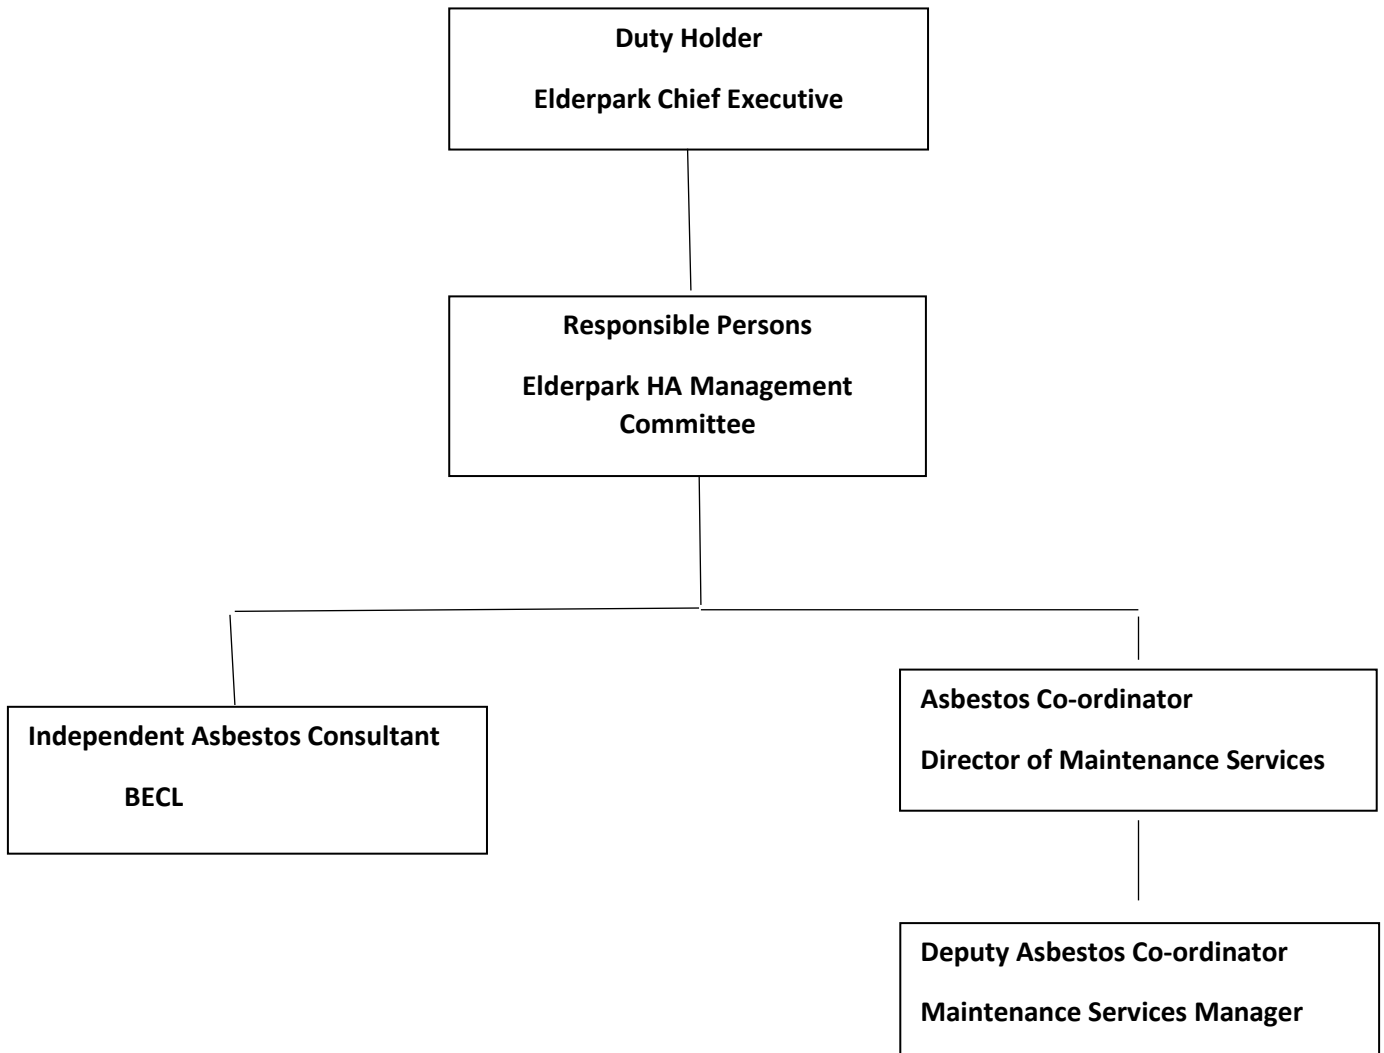 Duty Holder
Elderpark Chief Executive
Responsible Persons
Elderpark HA Management
Committee
Independent Asbestos Consultant
BECL
Asbestos Co-ordinator
Director of Maintenance Services
Deputy Asbestos Co-ordinator
Maintenance Services Manager